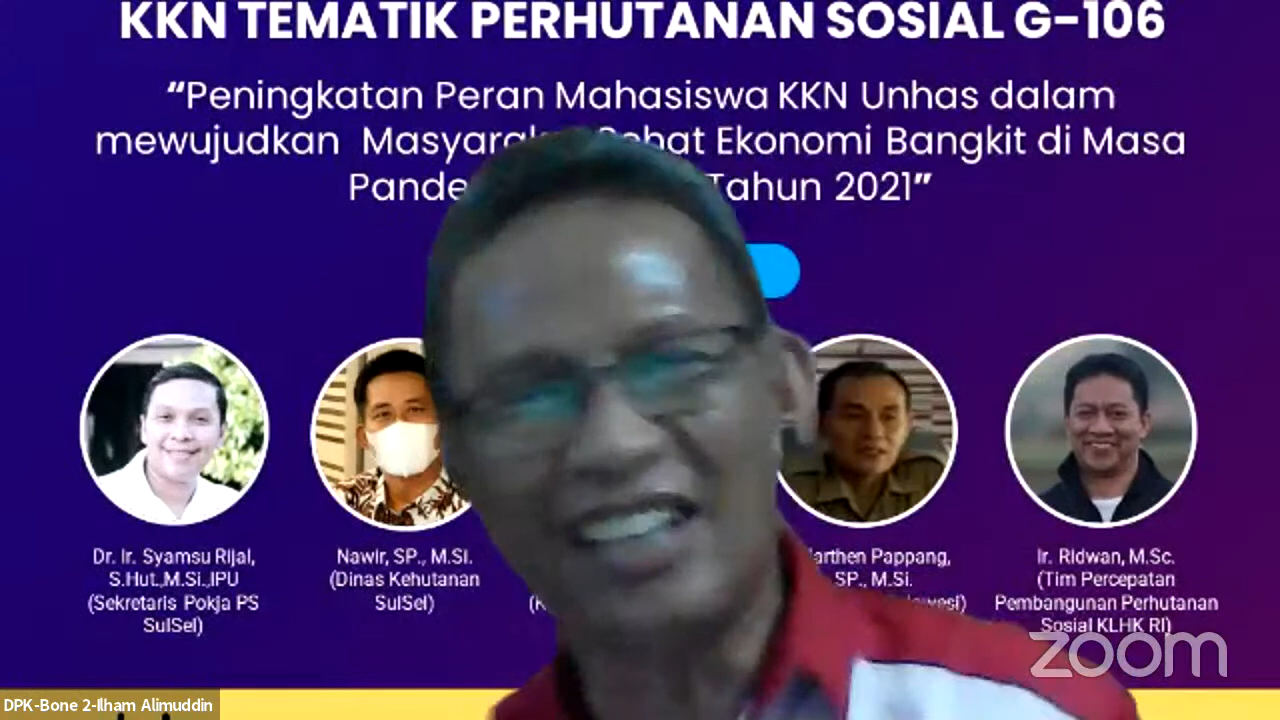 KKN TEMATIK PERHUTANAN SOSIAL G-106
“Peningkatan Peran Mahasiswa KKN Unhas dalam
mewujudkan Ekonomi Bangkit di Masa
Tahun 2021”
Dr. Ir. Syamsu Rijal,
S.Hut.,M.Si.,IPU
(Sekretaris Pokja PS
SulSel)
Nawir, SP., M.Si.
(Dinas Kehutanan
SulSel)
Pappang,
SP., M.Si.
Ir. Ridwan, M.Sc.
(Tim Percepatan
Pembangunan Perhutanan
Sosial KLHK RI)
zoom
DPK-Bone 2-Ilham Alimuddin